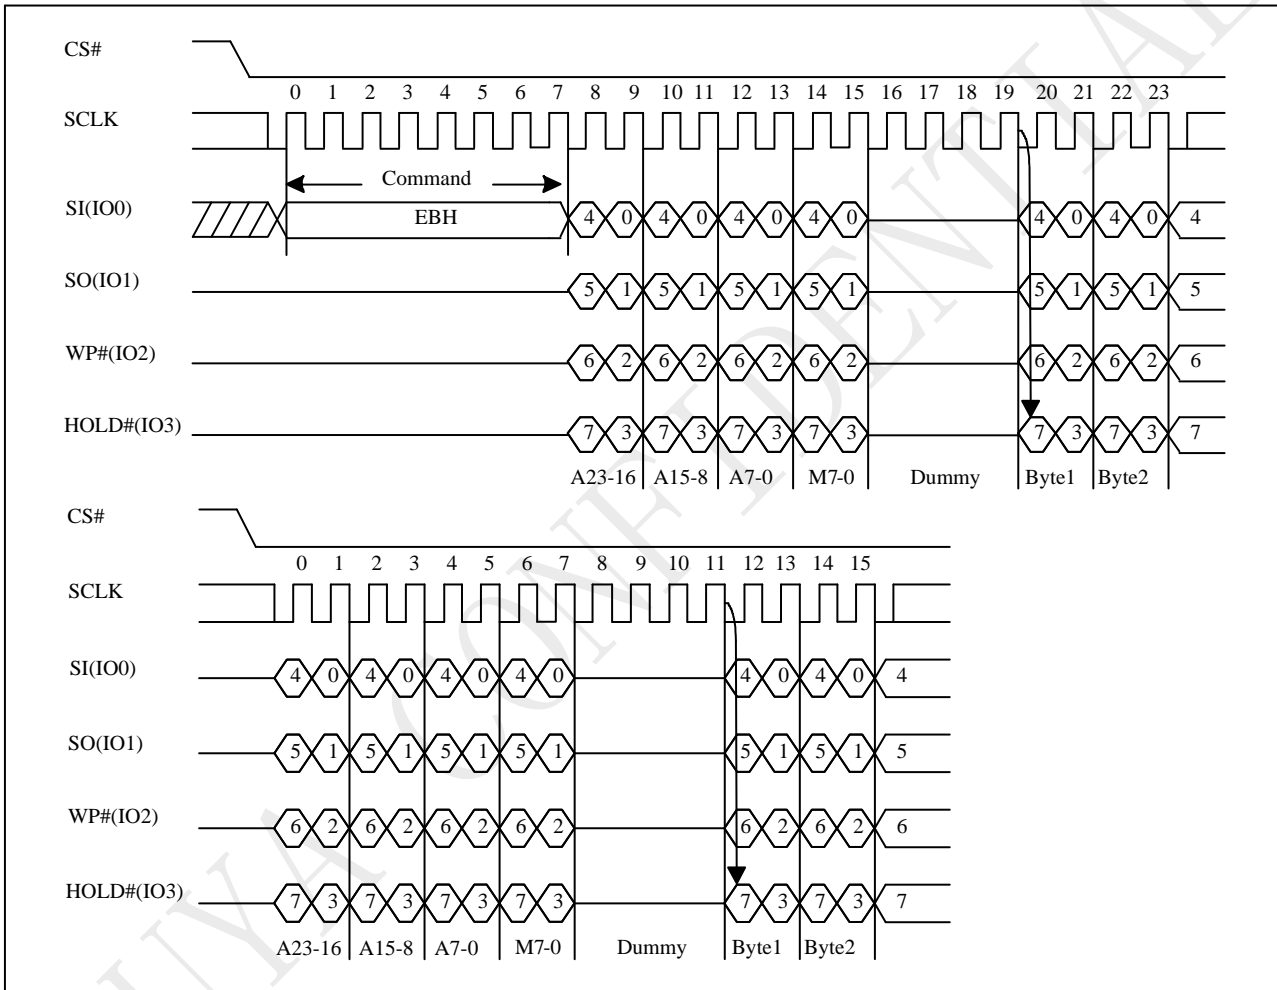 CS#
0 1 2 3 4 5 6 7 8 9 10 11 12 13 14 15 16 17 18 19 20 21 22 23
SCLK
Command
SI(IO0) EBH 4 0 4 0 4 0 4 0 4 0 4 0 4
SO(IO1) 5 1 5 1 5 1 5 1 5 1 5 1 5
WP#(IO2) 6 2 6 2 6 2 6 2 6 2 6 2 6
HOLD#(IO3) 7 3 7 3 7 3 7 3 7 3 7 3 7
A23-16 A15-8 A7-0 M7-0 Dummy Byte1 Byte2
CS#
0 1 2 3 4 5 6 7 8 9 10 11 12 13 14 15
SCLK
SI(IO0) 4 0 4 0 4 0 4 0 4 0 4 0 4
SO(IO1) 5 1 5 1 5 1 5 1 5 1 5 1 5
WP#(IO2) 6 2 6 2 6 2 6 2 6 2 6 2 6
HOLD#(IO3) 7 3 7 3 7 3 7 3 7 3 7 3 7
A23-16 A15-8 A7-0 M7-0 Dummy Byte1 Byte2
UYA CONFIDENTIAL